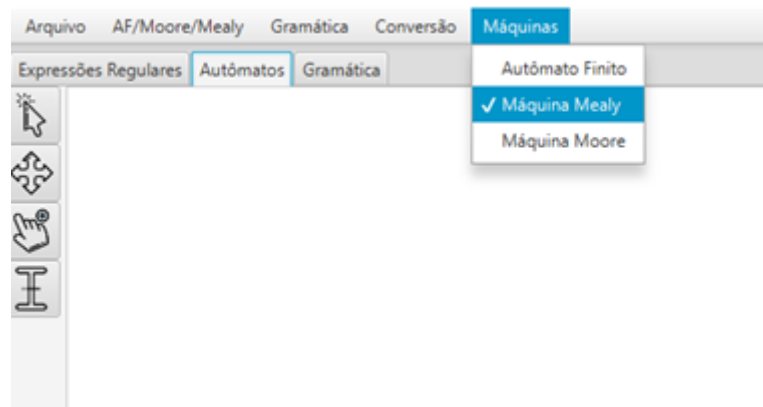 Arquivo AF/Moore/Mealy Gramática Conversão Máquinas
Expressões Regulares Autômatos Gramática
Autômato Finito
✓ Máquina Mealy
Máquina Moore